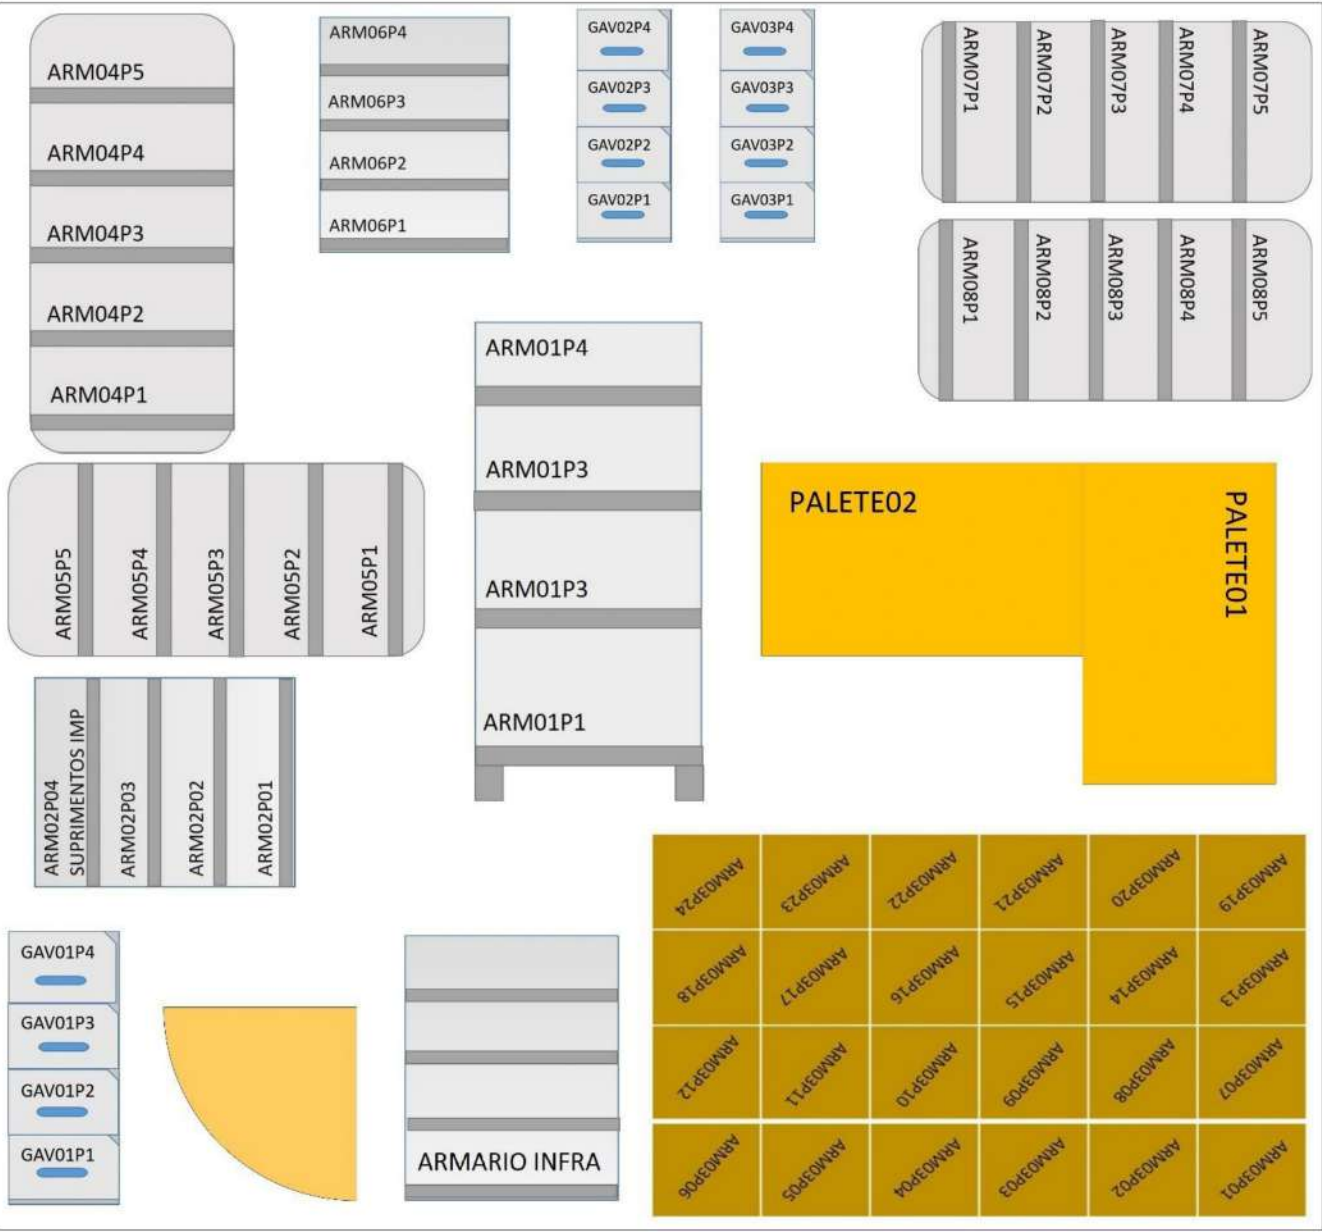 ARM04P5
ARM04P4
ARM04P3
ARM04P2
ARM04P1
ARM06P4
ARM06P3
ARM06P2
ARM06P1
GAV02P4
GAV02P3
GAV02P2
GAV02P1
GAV03P4
GAV03P3
GAV03P2
GAV03P1
ARM07P1
ARM07P2
ARM07P3
ARM07P4
ARM07P5
ARM08P1
ARM08P2
ARM08P3
ARM08P4
ARM08P5
ARM05P5
ARM05P4
ARM05P3
ARM05P2
ARM05P1
ARM01P4
ARM01P3
ARM01P3
ARM01P1
PALETE02
PALETE01
ARM02P04
SUPRIMENTOS IMP
ARM02P03
ARM02P02
ARM02P01
GAV01P4
GAV01P3
GAV01P2
GAV01P1
ARMARIO INFRA
ARM03P24
ARM03P23
ARM03P22
ARM03P21
ARM03P20
ARM03P19
ARM03P18
ARM03P17
ARM03P16
ARM03P15
ARM03P14
ARM03P13
ARM03P12
ARM03P11
ARM03P10
ARM03P09
ARM03P08
ARM03P07
ARM03P06
ARM03P05
ARM03P04
ARM03P03
ARM03P02
ARM03P01